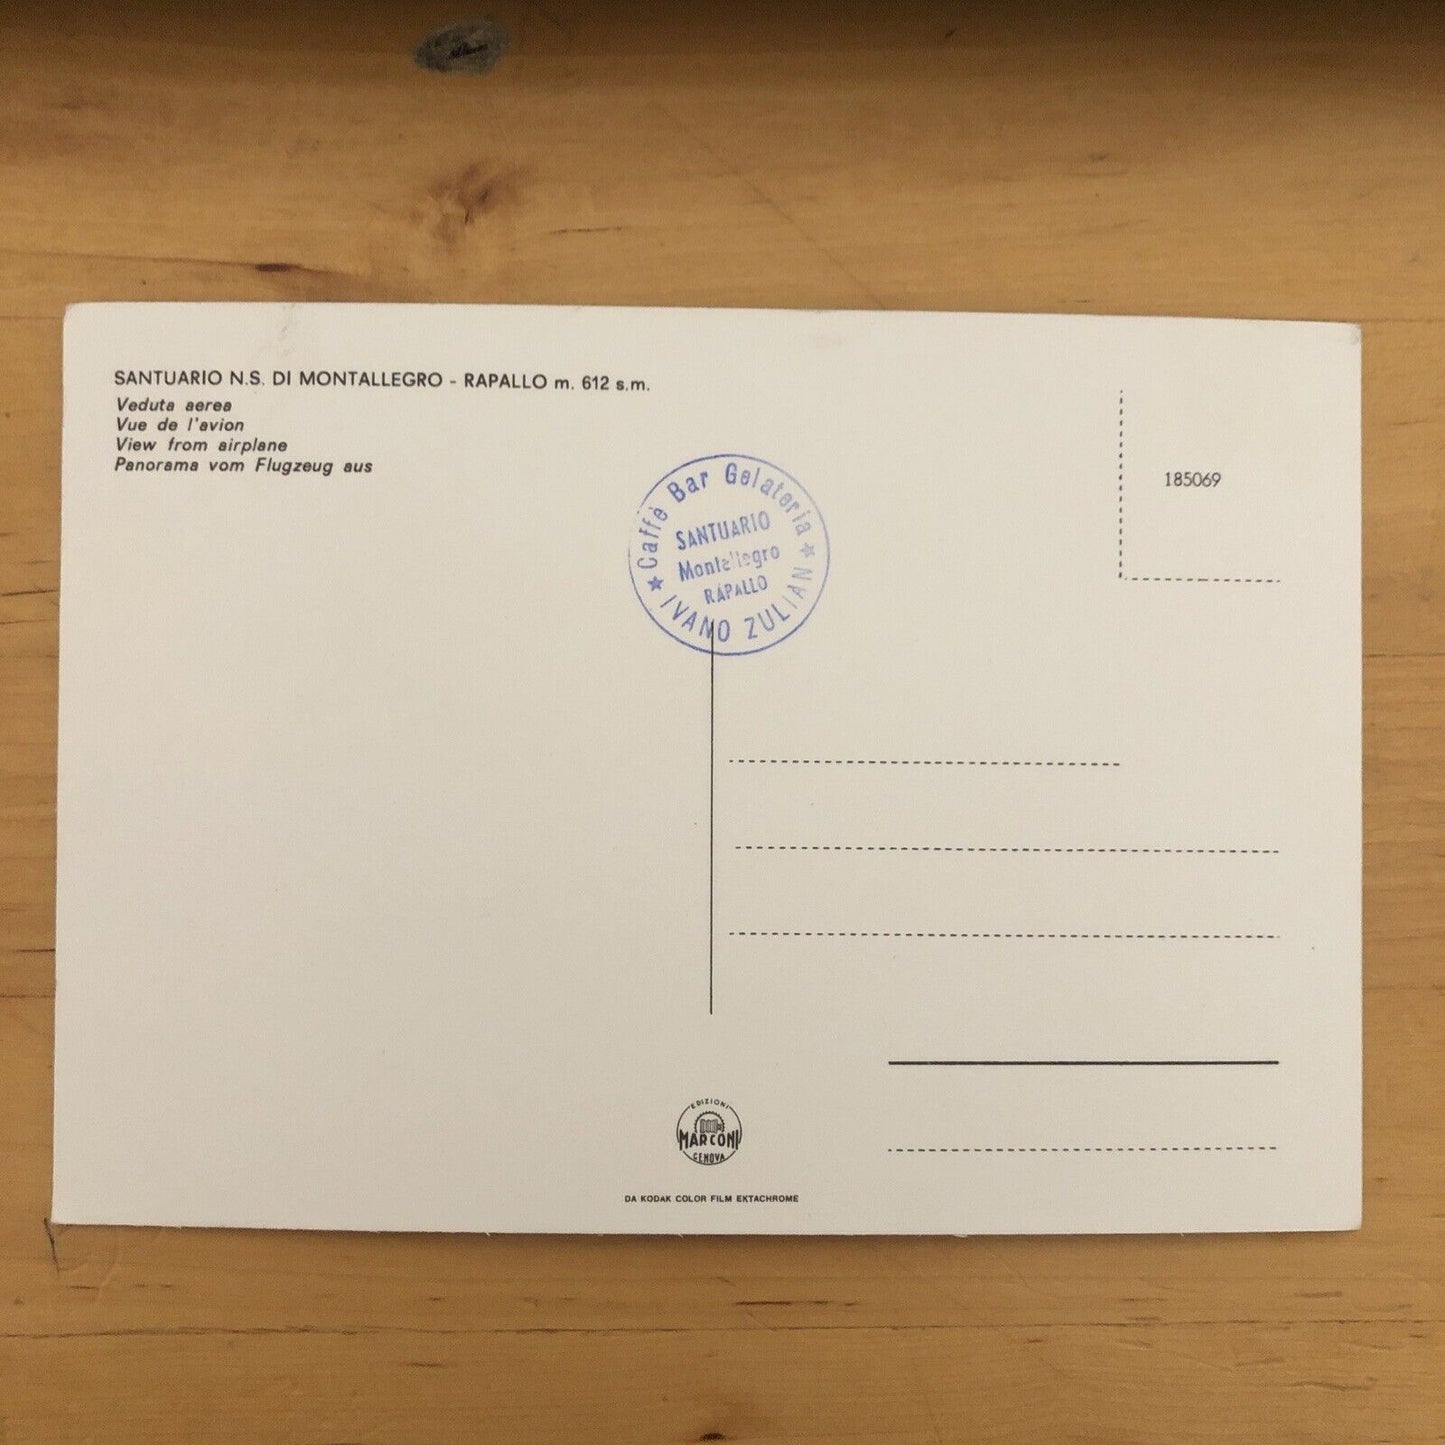 SANTUARIO N.S. DI MONTALLEGRO - RAPALLO m. 612 s.m.
Veduta aerea
Vue de l'avion
View from airplane
Panorama vom Flugzeug aus
185069
Caffè Bar Gelateria
SANTUARIO
Montallegro
RAPALLO
★ IVANO ZULIAN ★
EDIZIONI
MARCONI
GENOVA
DA KODAK COLOR FILM EKTACHROME